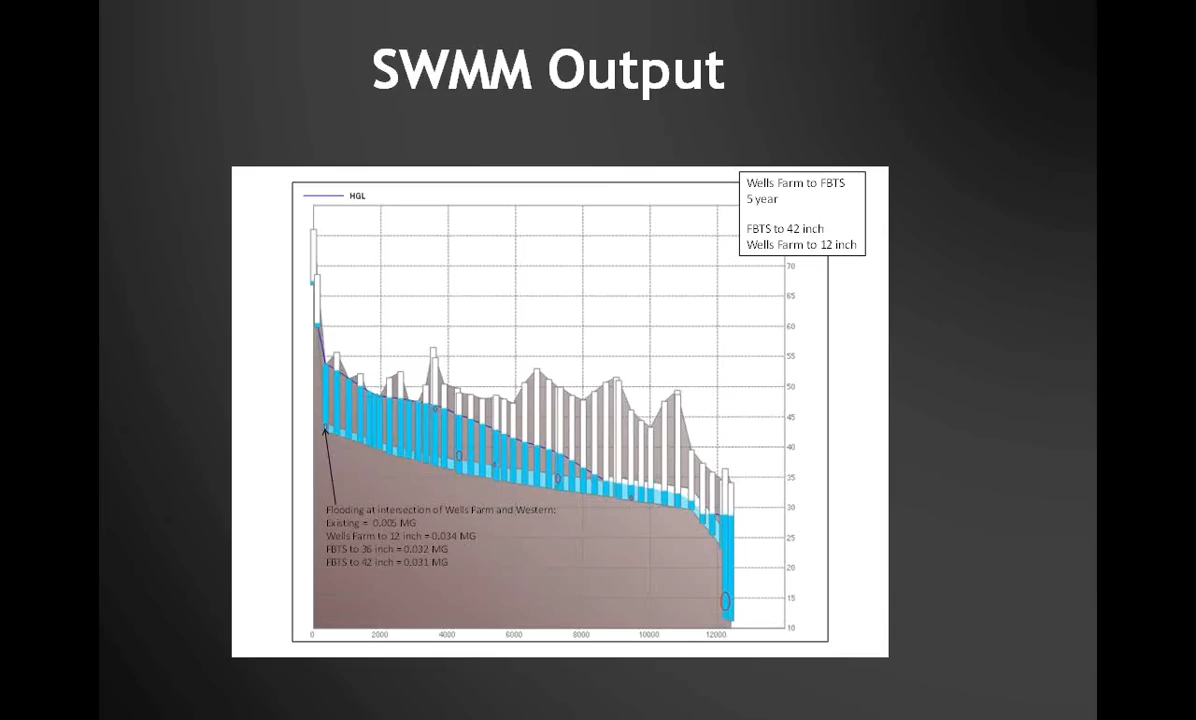 SWMM Output
HGL
Wells Farm to FBTS
5 year
FBTS to 42 inch
Wells Farm to 12 inch
70
65
60
55
50
45
40
35
30
25
20
15
10
Flooding at intersection of Wells Farm and Western:
Existing = 0.005 MG
Wells Farm to 12 inch = 0.034 MG
FBTS to 36 inch = 0.032 MG
FBTS to 42 inch = 0.031 MG
0 2000 4000 6000 8000 10000 12000